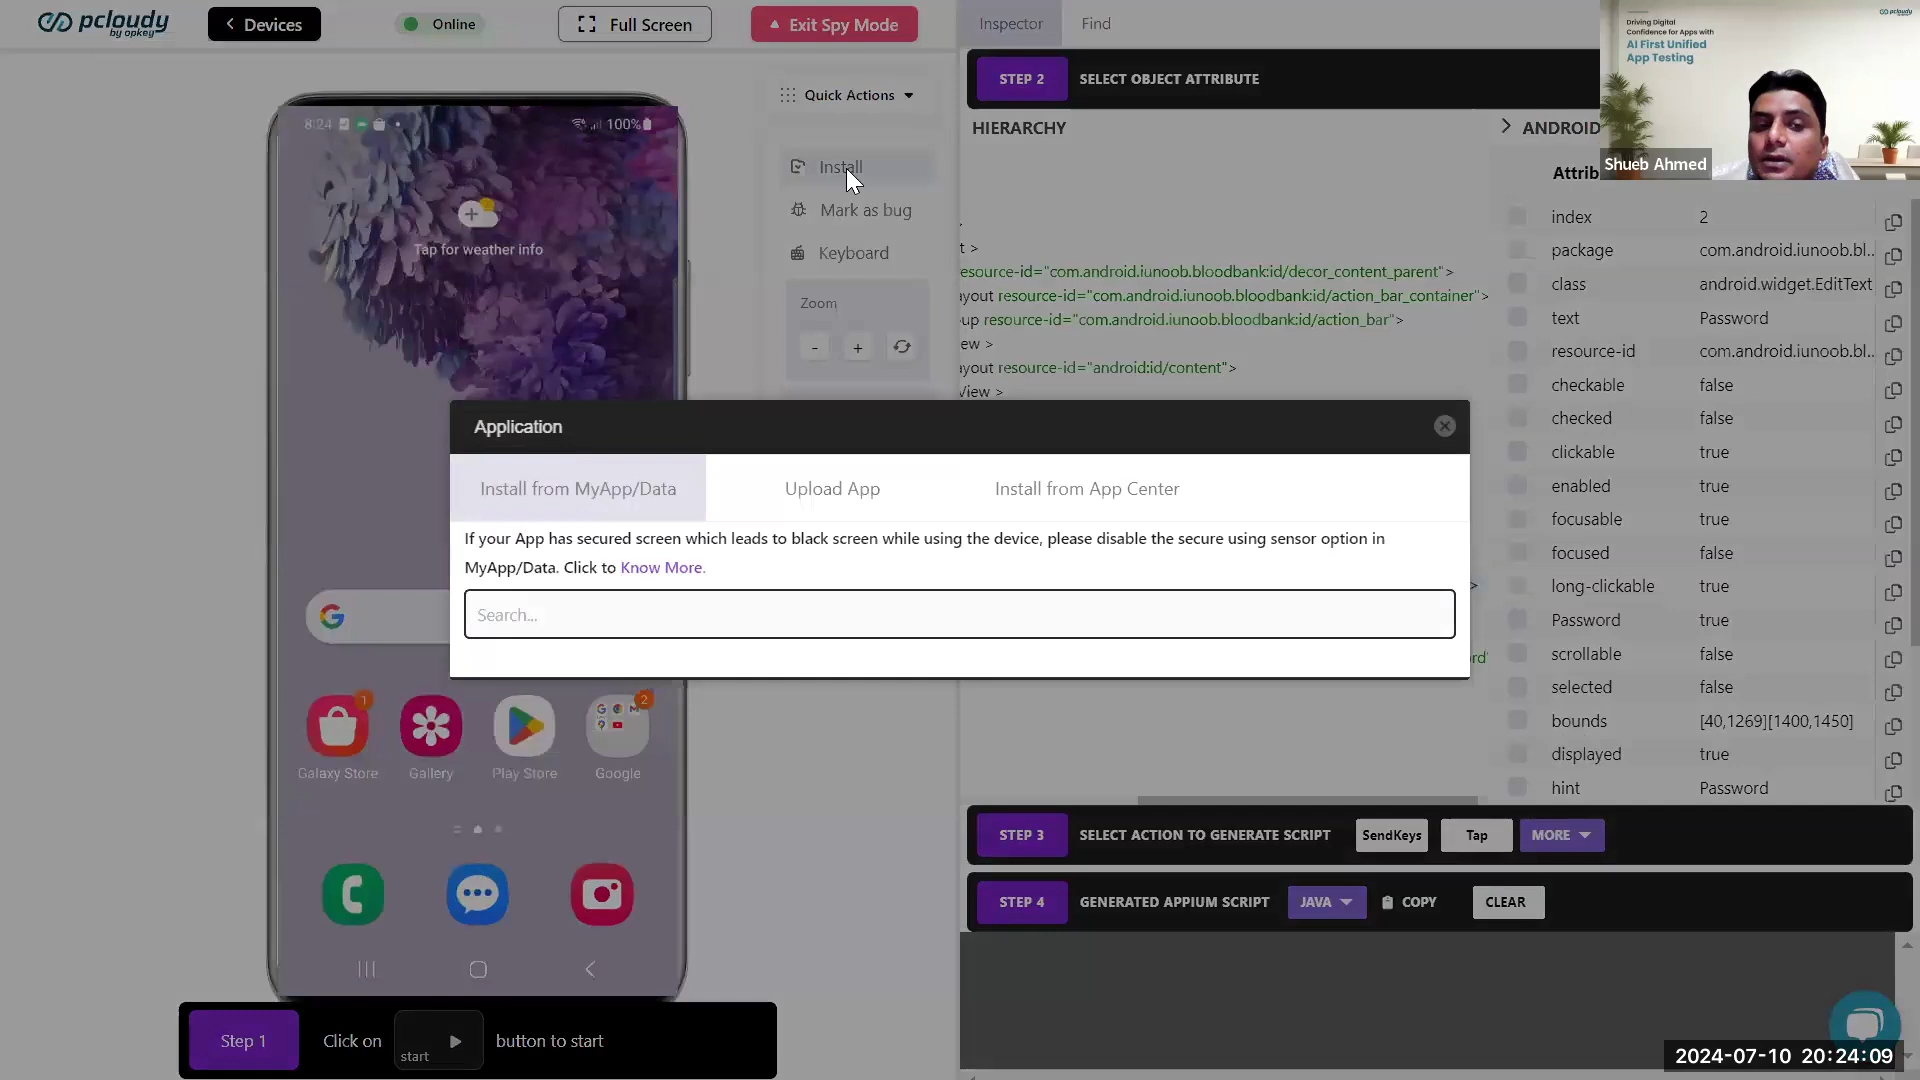 pcloudy
by opkey
Devices
Online
Full Screen
Exit Spy Mode
Inspector
Find
Driving Digital
Confidence for Apps with
AI First Unified
App Testing
pcloudy
Shueb Ahmed
STEP 2
SELECT OBJECT ATTRIBUTE
Quick Actions
Install
Mark as bug
Keyboard
Zoom
-
+
8:24
100%
Tap for weather info
HIERARCHY
>
t >
esource-id="com.android.iunoob.bloodbank:id/decor_content_parent">
ayout resource-id="com.android.iunoob.bloodbank:id/action_bar_container">
up resource-id="com.android.iunoob.bloodbank:id/action_bar">
ew >
ayout resource-id="android:id/content">
View >
>
rd"
ANDROID
Attrib
index 2
package com.android.iunoob.bl..
class android.widget.EditText
text Password
resource-id com.android.iunoob.bl..
checkable false
checked false
clickable true
enabled true
focusable true
focused false
long-clickable true
Password true
scrollable false
selected false
bounds [40,1269][1400,1450]
displayed true
hint Password
Application
Install from MyApp/Data
Upload App
Install from App Center
If your App has secured screen which leads to black screen while using the device, please disable the secure using sensor option in
MyApp/Data. Click to Know More.
Search...
1
2
Galaxy Store
Gallery
Play Store
Google
STEP 3
SELECT ACTION TO GENERATE SCRIPT
SendKeys
Tap
MORE
STEP 4
GENERATED APPIUM SCRIPT
JAVA
COPY
CLEAR
Step 1
Click on
start
button to start
2024-07-10 20:24:09